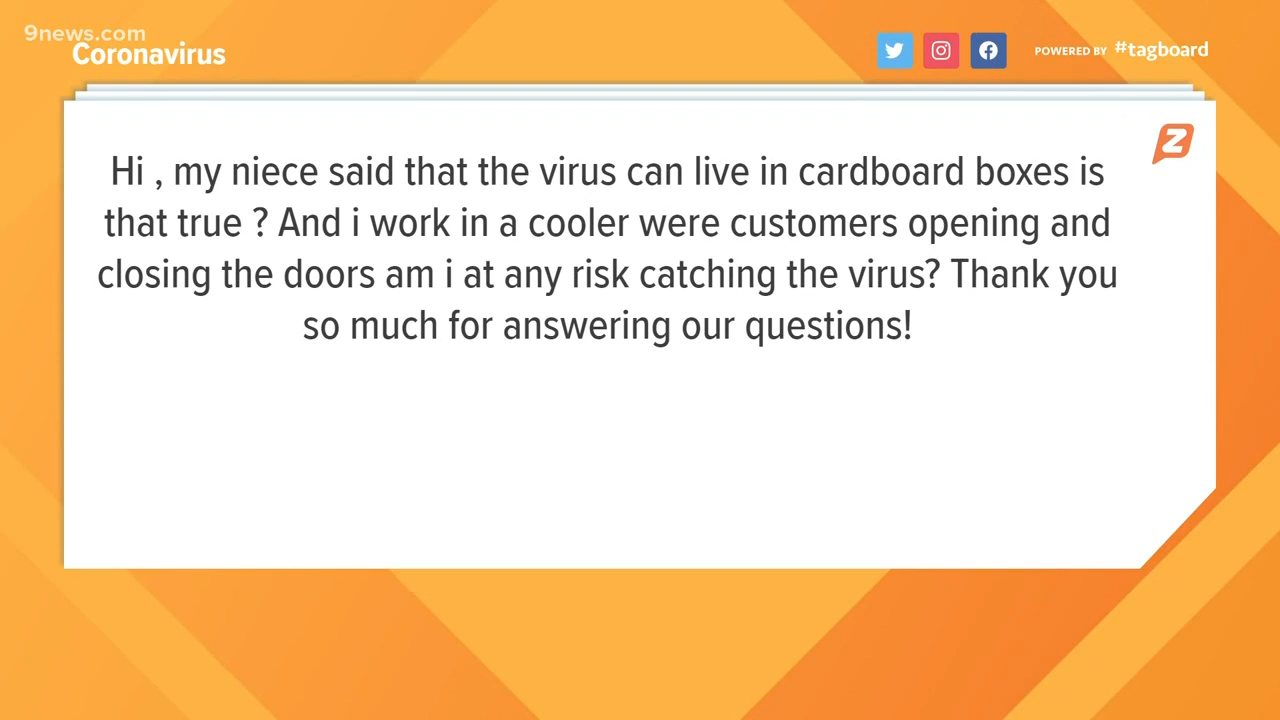 9news.com
Coronavirus
POWERED BY #tagboard
Z
Hi , my niece said that the virus can live in cardboard boxes is
that true ? And i work in a cooler were customers opening and
closing the doors am i at any risk catching the virus? Thank you
so much for answering our questions!